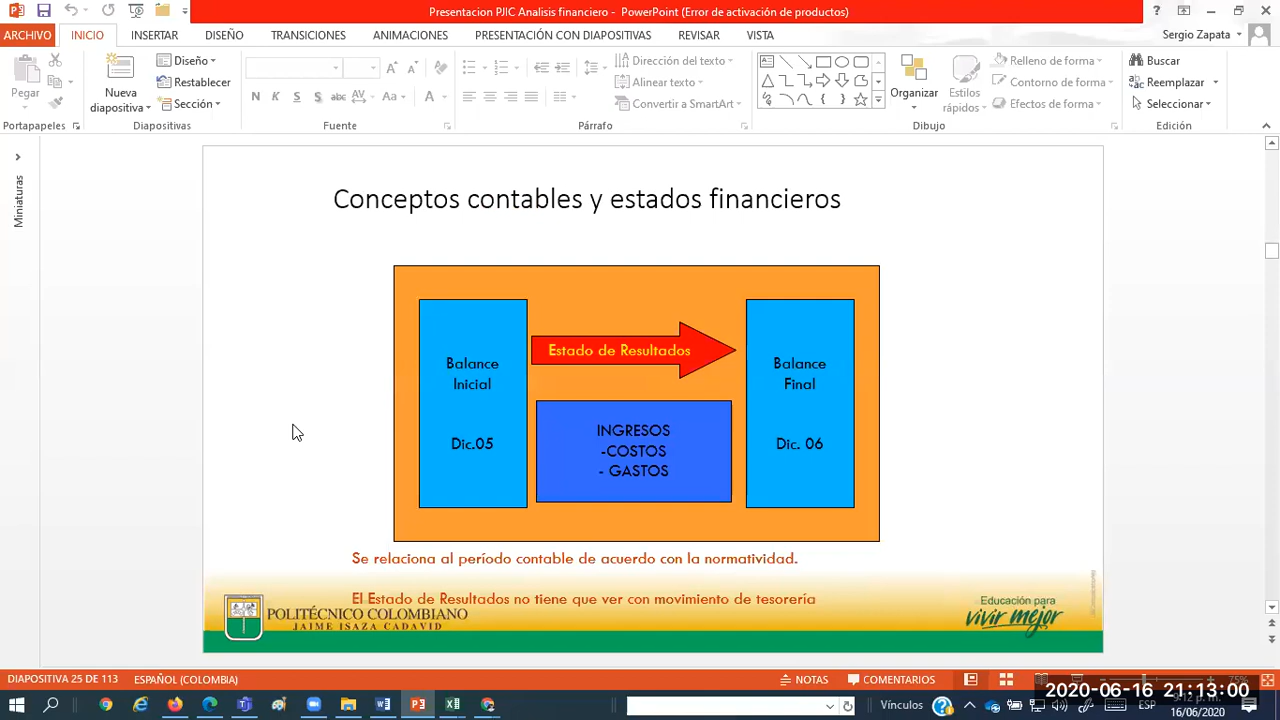 Presentacion PJIC Analisis financiero - PowerPoint (Error de activación de productos)
ARCHIVO INICIO INSERTAR DISEÑO TRANSICIONES ANIMACIONES PRESENTACIÓN CON DIAPOSITIVAS REVISAR VISTA Sergio Zapata
Pegar
Nueva
diapositiva
Diseño
Restablecer
Sección
N K S S abc AV Aa A
Dirección del texto
Alinear texto
Convertir a SmartArt
Organizar
Estilos
rápidos
Relleno de forma
Contorno de forma
Efectos de forma
Buscar
Reemplazar
Seleccionar
Portapapeles Diapositivas Fuente Párrafo Dibujo Edición
Miniaturas
Conceptos contables y estados financieros
Balance
Inicial
Dic.05
Estado de Resultados
INGRESOS
-COSTOS
- GASTOS
Balance
Final
Dic. 06
Se relaciona al período contable de acuerdo con la normatividad.
El Estado de Resultados no tiene que ver con movimiento de tesorería
POLITÉCNICO COLOMBIANO
JAIME ISAZA CADAVID
Educación para
vivir mejor
DIAPOSITIVA 25 DE 113 ESPAÑOL (COLOMBIA) NOTAS COMENTARIOS 75%
2020-06-16 21:13:00
Vínculos ESP
16/06/2020